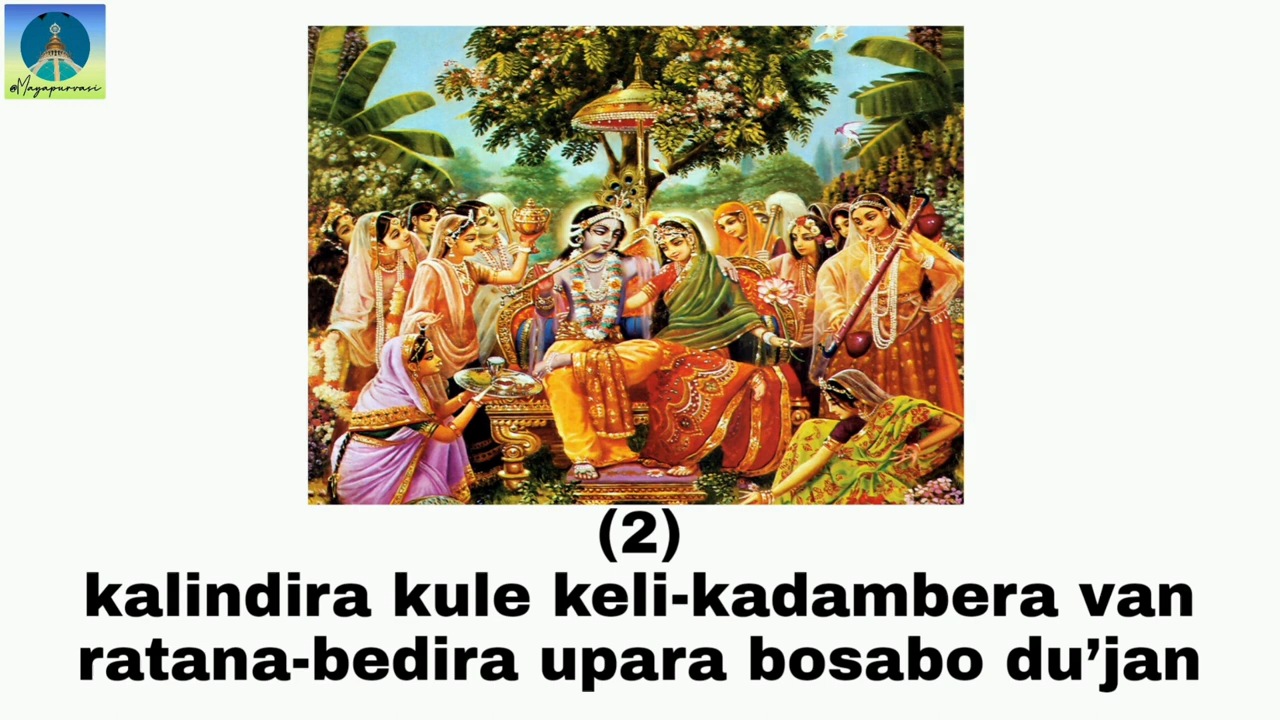 @Mayapurvasi
(2)
kalindira kule keli-kadambera van
ratana-bedira upara bosabo du’jan